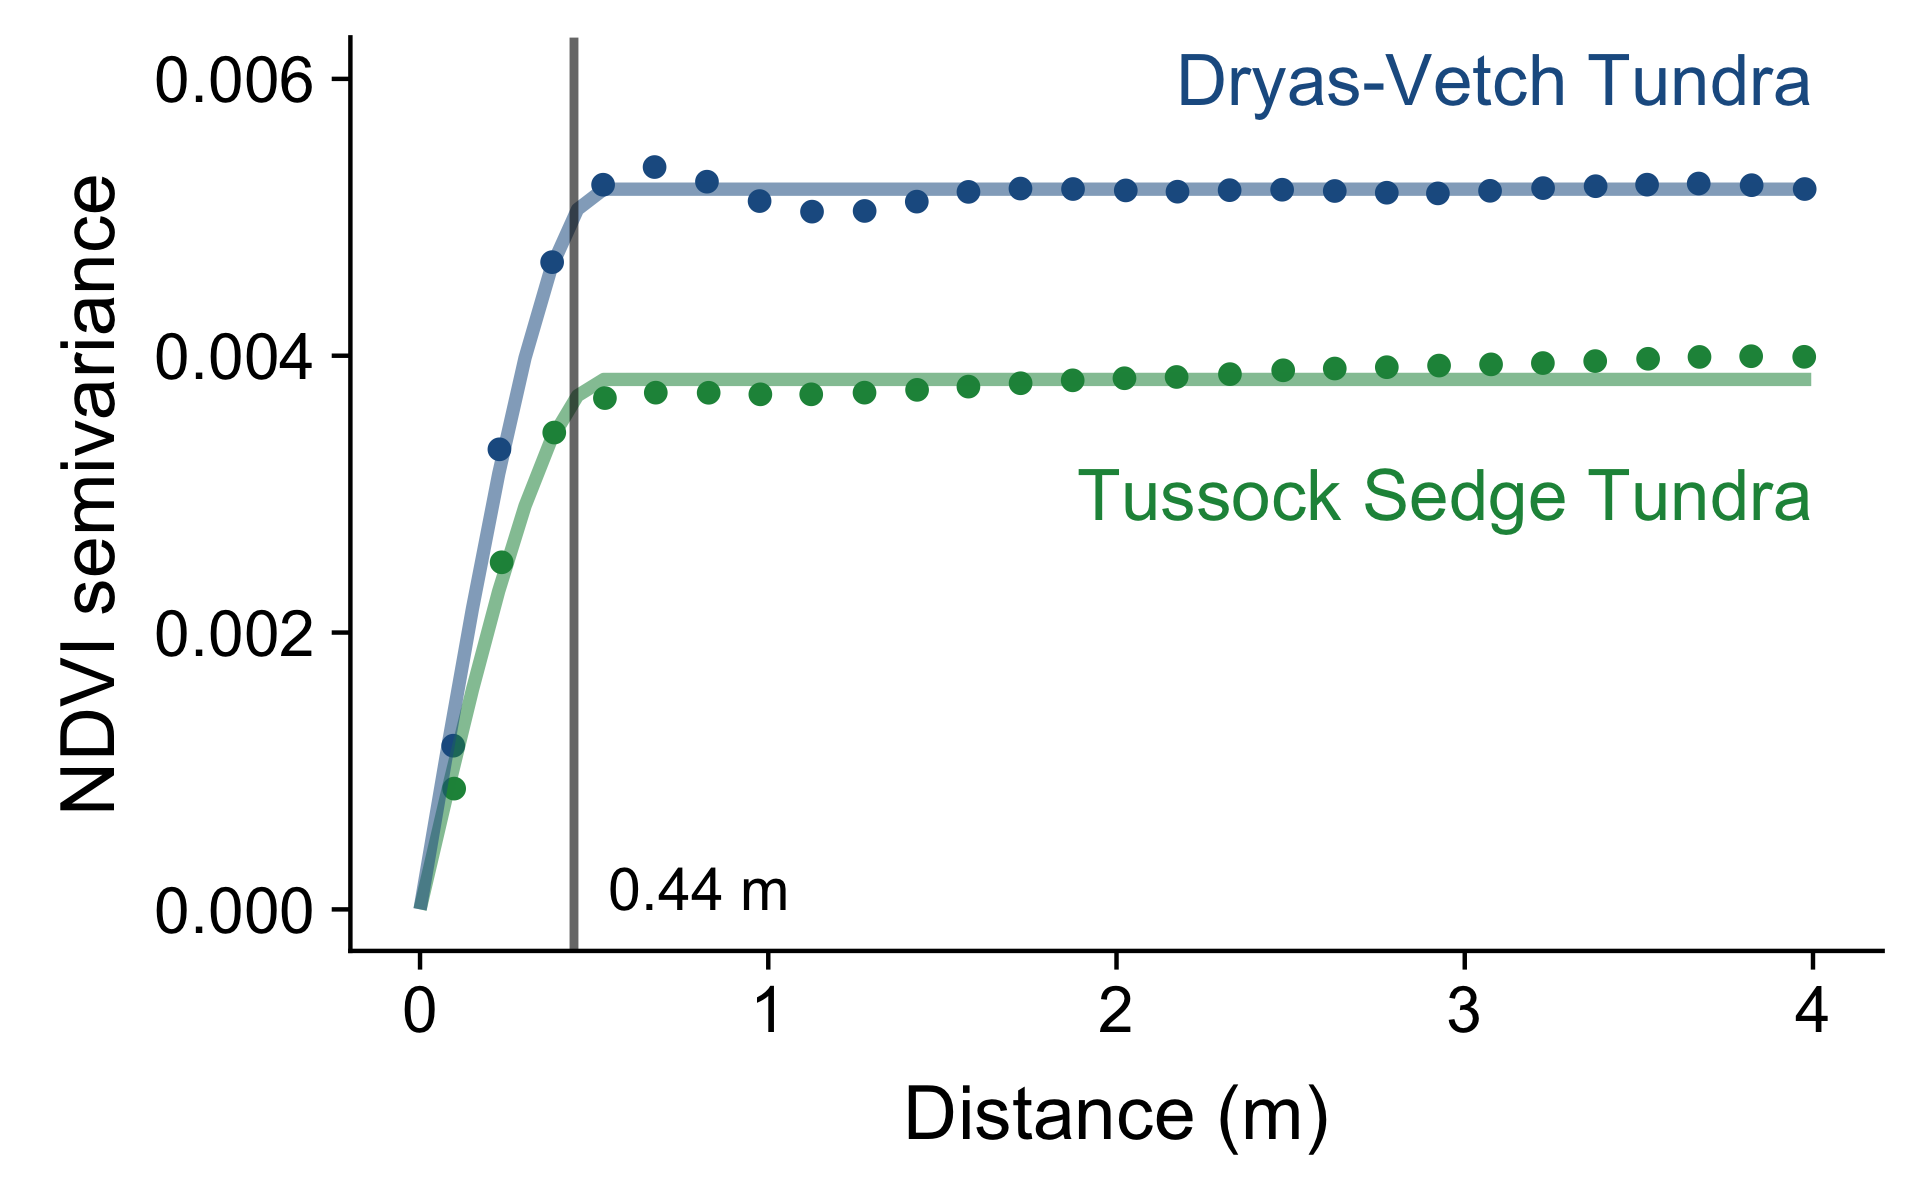 0.006
0.004
0.002
0.000
NDVI semivariance
Dryas-Vetch Tundra
Tussock Sedge Tundra
0.44 m
0 1 2 3 4
Distance (m)